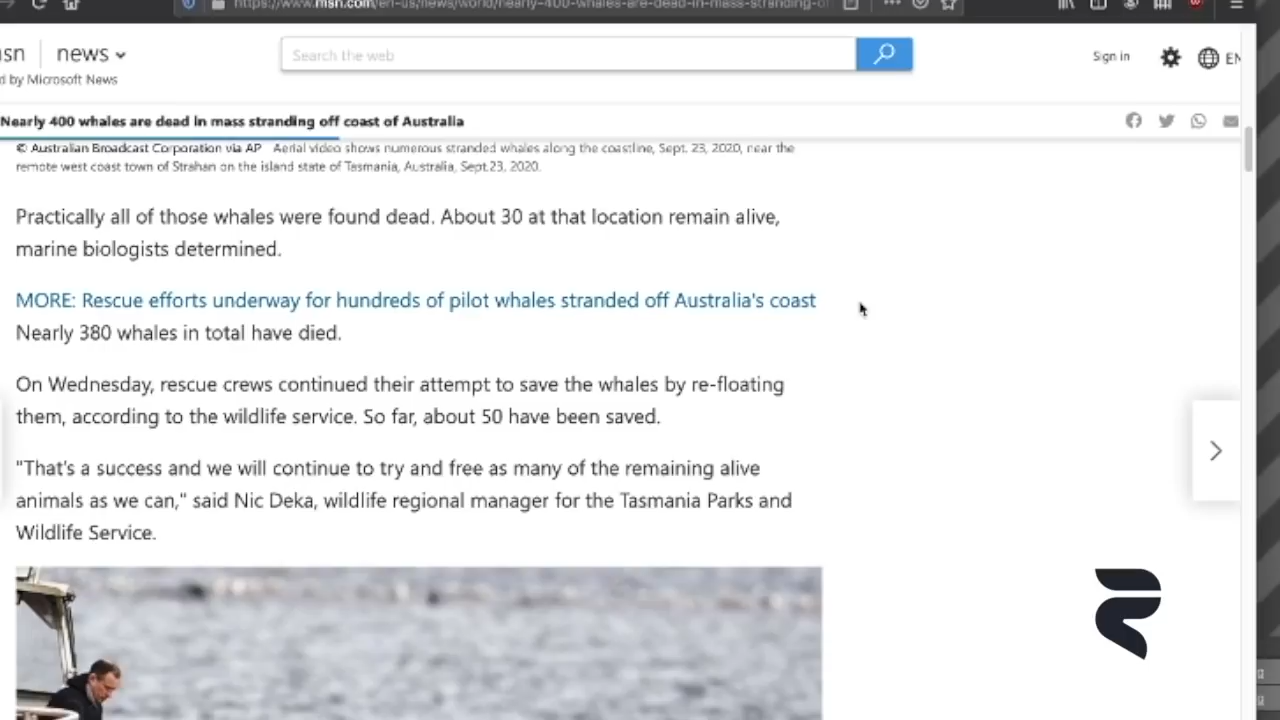 https://www.msn.com/en-us/news/world/nearly-400-whales-are-dead-in-mass-stranding-of
msn
news
Sign in
EN
d by Microsoft News
Search the web
Nearly 400 whales are dead in mass stranding off coast of Australia
© Australian Broadcast Corporation via AP Aerial video shows numerous stranded whales along the coastline, Sept. 23, 2020, near the
remote west coast town of Strahan on the island state of Tasmania, Australia, Sept.23, 2020.
Practically all of those whales were found dead. About 30 at that location remain alive,
marine biologists determined.
MORE: Rescue efforts underway for hundreds of pilot whales stranded off Australia's coast
Nearly 380 whales in total have died.
On Wednesday, rescue crews continued their attempt to save the whales by re-floating
them, according to the wildlife service. So far, about 50 have been saved.
"That's a success and we will continue to try and free as many of the remaining alive
animals as we can," said Nic Deka, wildlife regional manager for the Tasmania Parks and
Wildlife Service.